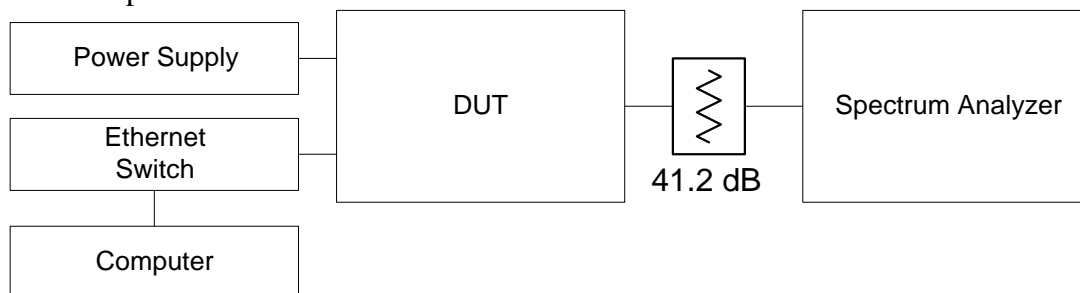 Power Supply
DUT
Spectrum Analyzer
Ethernet
Switch
41.2 dB
Computer